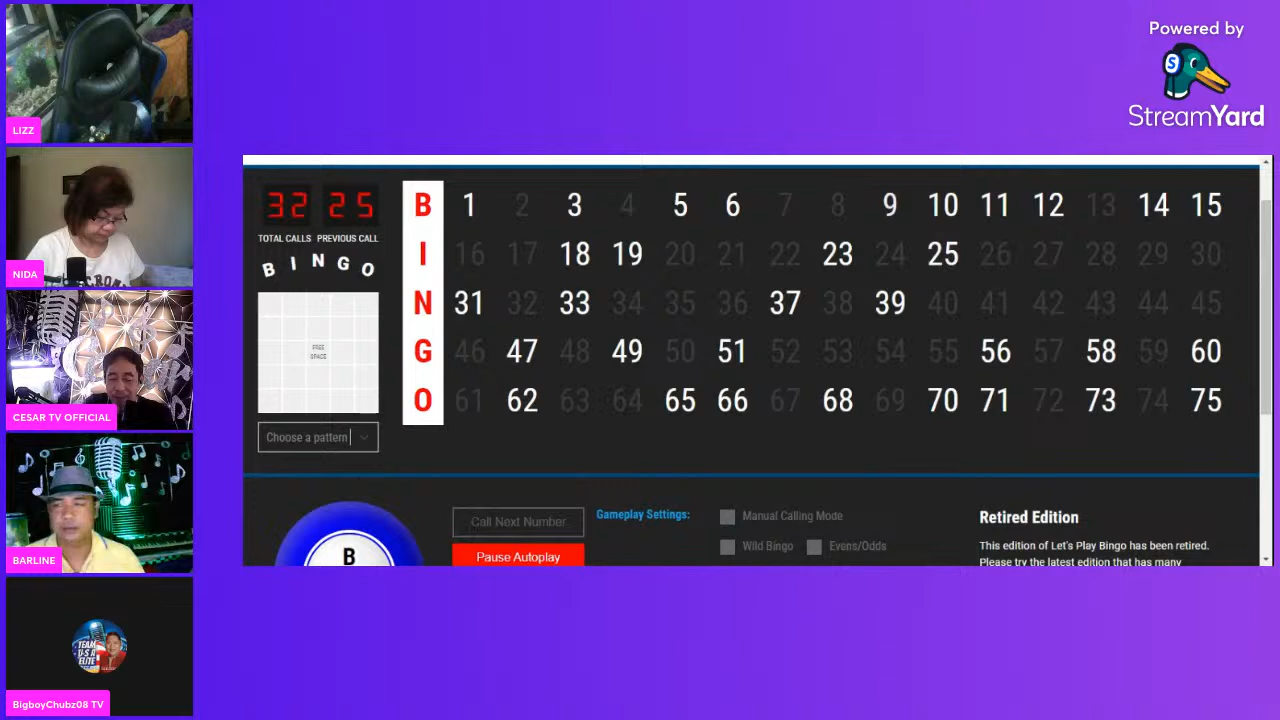 LIZZ
NIDA
CESAR TV OFFICIAL
BARLINE
TEAM
U·S A
ELITE
BigboyChubz08 TV
Powered by
S
StreamYard
32 25
TOTAL CALLS PREVIOUS CALL
B I N G O
FREE
SPACE
Choose a pattern
B 1 2 3 4 5 6 7 8 9 10 11 12 13 14 15
I 16 17 18 19 20 21 22 23 24 25 26 27 28 29 30
N 31 32 33 34 35 36 37 38 39 40 41 42 43 44 45
G 46 47 48 49 50 51 52 53 54 55 56 57 58 59 60
O 61 62 63 64 65 66 67 68 69 70 71 72 73 74 75
B
Call Next Number
Pause Autoplay
Gameplay Settings:
Manual Calling Mode
Wild Bingo Evens/Odds
Retired Edition
This edition of Let's Play Bingo has been retired.
Please try the latest edition that has many